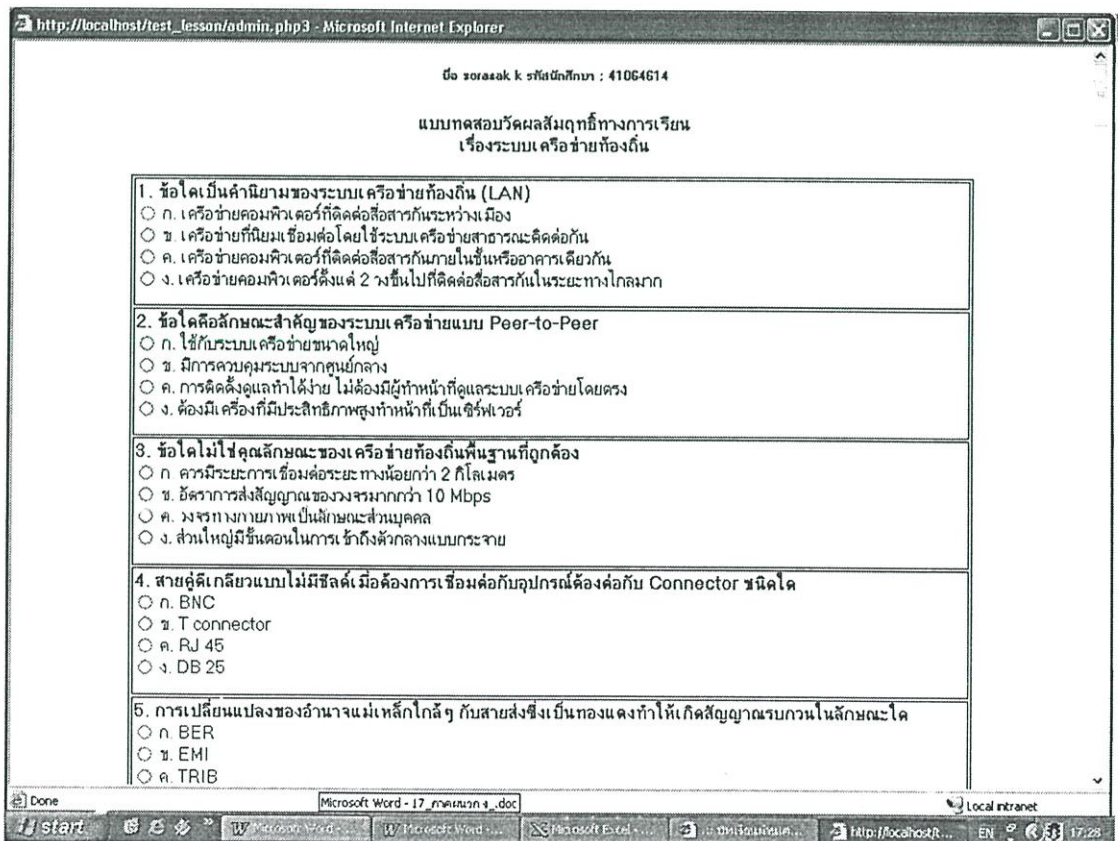 http://localhost/test_lesson/admin.php3 - Microsoft Internet Explorer
ชื่อ sorasak k รหัสนักศึกษา : 41064614
แบบทดสอบวัดผลสัมฤทธิ์ทางการเรียน
เรื่องระบบเครือข่ายท้องถิ่น
1. ข้อใดเป็นคำนิยามของระบบเครือข่ายท้องถิ่น (LAN)
ก. เครือข่ายคอมพิวเตอร์ที่ติดต่อสื่อสารกันระหว่างเมือง
ข. เครือข่ายที่นิยมเชื่อมต่อโดยใช้ระบบเครือข่ายสาธารณะติดต่อกัน
ค. เครือข่ายคอมพิวเตอร์ที่ติดต่อสื่อสารกันภายในชั้นหรืออาคารเดียวกัน
ง. เครือข่ายคอมพิวเตอร์ตั้งแต่ 2 วงขึ้นไปที่ติดต่อสื่อสารกันในระยะทางไกลมาก
2. ข้อใดคือลักษณะสำคัญของระบบเครือข่ายแบบ Peer-to-Peer
ก. ใช้กับระบบเครือข่ายขนาดใหญ่
ข. มีการควบคุมระบบจากศูนย์กลาง
ค. การติดตั้งดูแลทำได้ง่าย ไม่ต้องมีผู้ทำหน้าที่ดูแลระบบเครือข่ายโดยตรง
ง. ต้องมีเครื่องที่มีประสิทธิภาพสูงทำหน้าที่เป็นเซิร์ฟเวอร์
3. ข้อใดไม่ใช่คุณลักษณะของเครือข่ายท้องถิ่นพื้นฐานที่ถูกต้อง
ก ควรมีระยะการเชื่อมต่อระยะทางน้อยกว่า 2 กิโลเมตร
ข. อัตราการส่งสัญญาณของวงจรมากกว่า 10 Mbps
ค. วงจรทางกายภาพเป็นลักษณะส่วนบุคคล
ง. ส่วนใหญ่มีขั้นตอนในการเข้าถึงตัวกลางแบบกระจาย
4. สายคู่ตีเกลียวแบบไม่มีชีลด์เมื่อต้องการเชื่อมต่อกับอุปกรณ์ต้องต่อกับ Connector ชนิดใด
ก. BNC
ข. T connector
ค. RJ 45
ง. DB 25
5. การเปลี่ยนแปลงของอำนาจแม่เหล็กใกล้ๆ กับสายส่งซึ่งเป็นทองแดงทำให้เกิดสัญญาณรบกวนในลักษณะใด
ก. BER
ข. EMI
ค. TRIB
Done
Microsoft Word - 17_ภาคผนวก ง_.doc
Local intranet
start
Microsoft Word - ...
Microsoft Word - ...
Microsoft Excel - ...
http://localhost/t...
EN
17:28